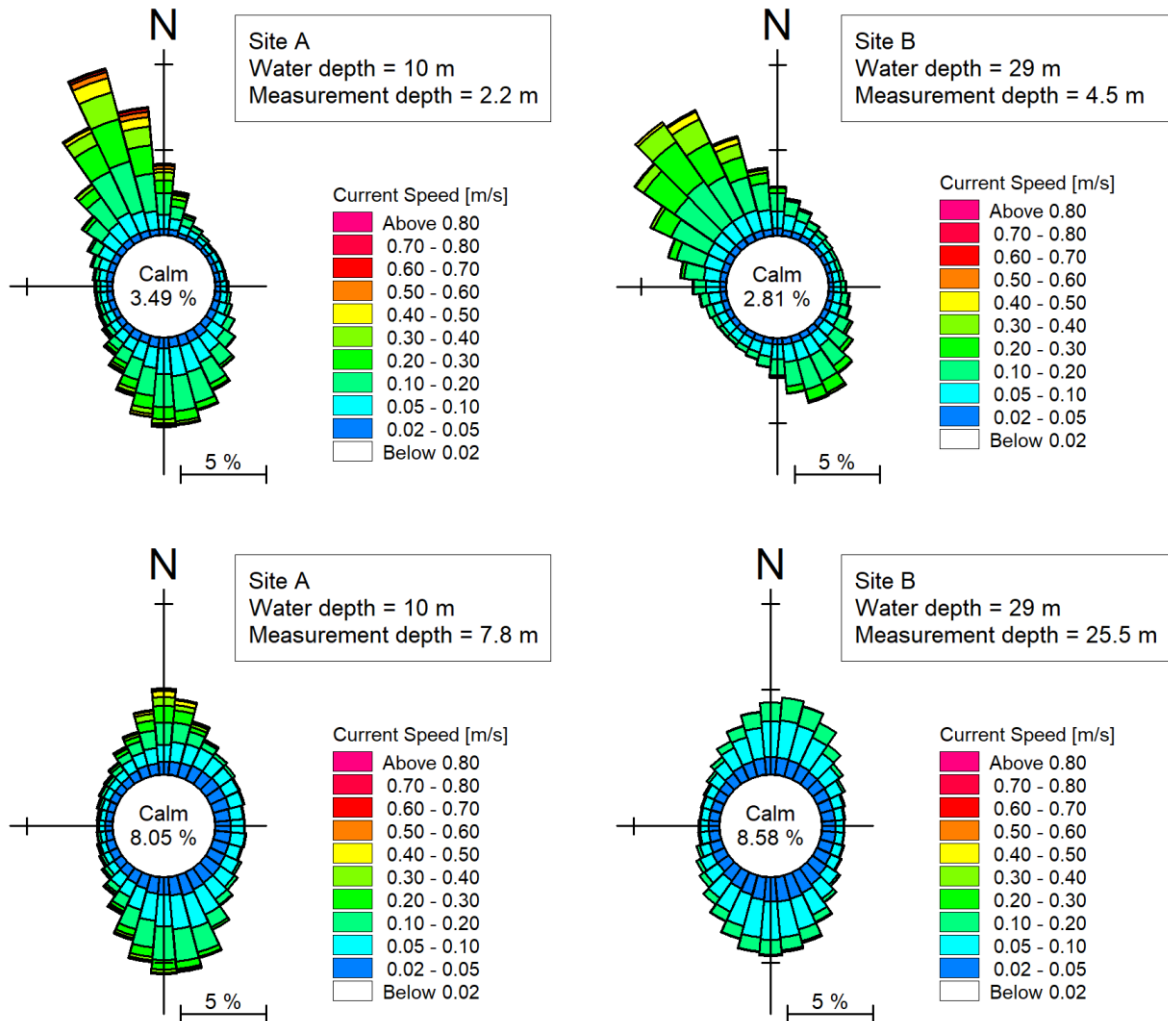 N
Site A
Water depth = 10 m
Measurement depth = 2.2 m
Calm
3.49 %
Current Speed [m/s]
Above 0.80
0.70 - 0.80
0.60 - 0.70
0.50 - 0.60
0.40 - 0.50
0.30 - 0.40
0.20 - 0.30
0.10 - 0.20
0.05 - 0.10
0.02 - 0.05
Below 0.02
5 %
N
Site B
Water depth = 29 m
Measurement depth = 4.5 m
Calm
2.81 %
Current Speed [m/s]
Above 0.80
0.70 - 0.80
0.60 - 0.70
0.50 - 0.60
0.40 - 0.50
0.30 - 0.40
0.20 - 0.30
0.10 - 0.20
0.05 - 0.10
0.02 - 0.05
Below 0.02
5 %
N
Site A
Water depth = 10 m
Measurement depth = 7.8 m
Calm
8.05 %
Current Speed [m/s]
Above 0.80
0.70 - 0.80
0.60 - 0.70
0.50 - 0.60
0.40 - 0.50
0.30 - 0.40
0.20 - 0.30
0.10 - 0.20
0.05 - 0.10
0.02 - 0.05
Below 0.02
5 %
N
Site B
Water depth = 29 m
Measurement depth = 25.5 m
Calm
8.58 %
Current Speed [m/s]
Above 0.80
0.70 - 0.80
0.60 - 0.70
0.50 - 0.60
0.40 - 0.50
0.30 - 0.40
0.20 - 0.30
0.10 - 0.20
0.05 - 0.10
0.02 - 0.05
Below 0.02
5 %